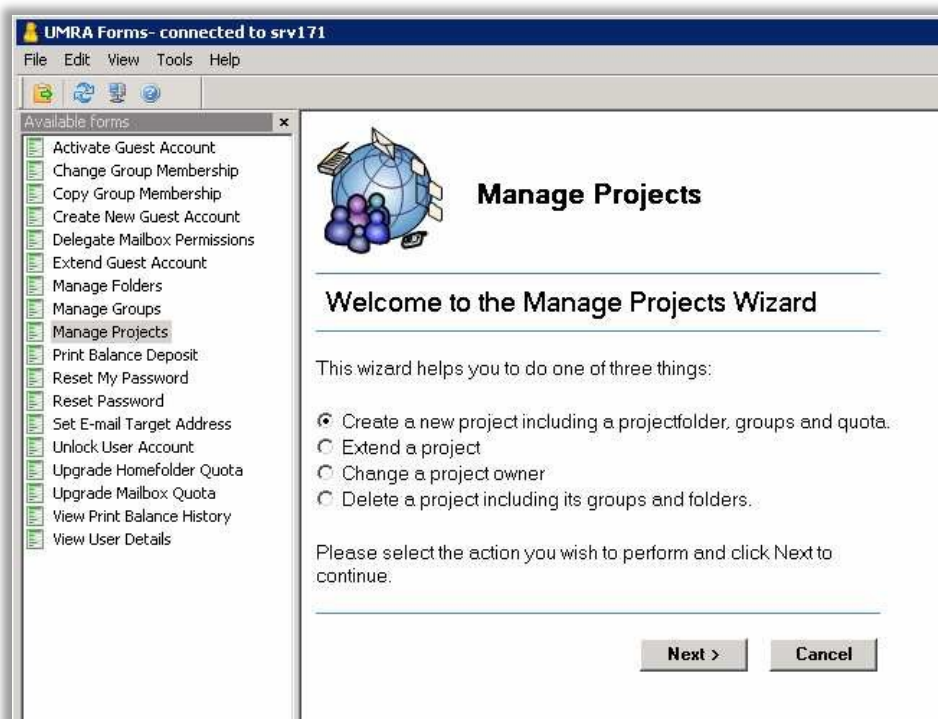 UMRA Forms- connected to srv171
File Edit View Tools Help
Available forms
Activate Guest Account
Change Group Membership
Copy Group Membership
Create New Guest Account
Delegate Mailbox Permissions
Extend Guest Account
Manage Folders
Manage Groups
Manage Projects
Print Balance Deposit
Reset My Password
Reset Password
Set E-mail Target Address
Unlock User Account
Upgrade Homefolder Quota
Upgrade Mailbox Quota
View Print Balance History
View User Details
Manage Projects
Welcome to the Manage Projects Wizard
This wizard helps you to do one of three things:
Create a new project including a projectfolder, groups and quota.
Extend a project
Change a project owner
Delete a project including its groups and folders.
Please select the action you wish to perform and click Next to
continue.
Next >
Cancel